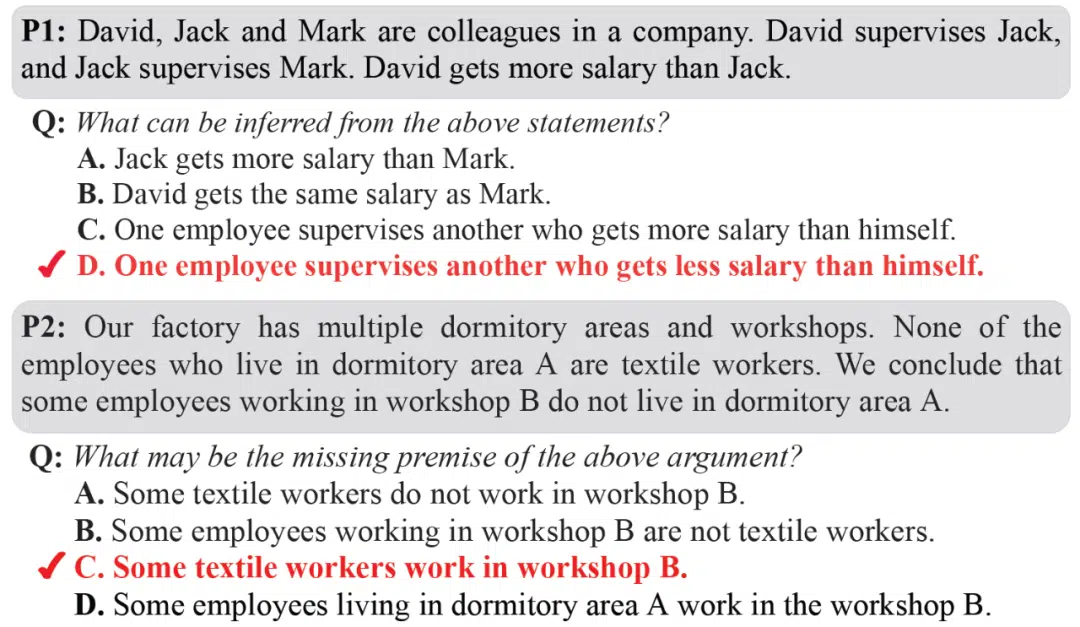 P1: David, Jack and Mark are colleagues in a company. David supervises Jack,
and Jack supervises Mark. David gets more salary than Jack.
Q: What can be inferred from the above statements?
A. Jack gets more salary than Mark.
B. David gets the same salary as Mark.
C. One employee supervises another who gets more salary than himself.
D. One employee supervises another who gets less salary than himself.
P2: Our factory has multiple dormitory areas and workshops. None of the
employees who live in dormitory area A are textile workers. We conclude that
some employees working in workshop B do not live in dormitory area A.
Q: What may be the missing premise of the above argument?
A. Some textile workers do not work in workshop B.
B. Some employees working in workshop B are not textile workers.
C. Some textile workers work in workshop B.
D. Some employees living in dormitory area A work in the workshop B.